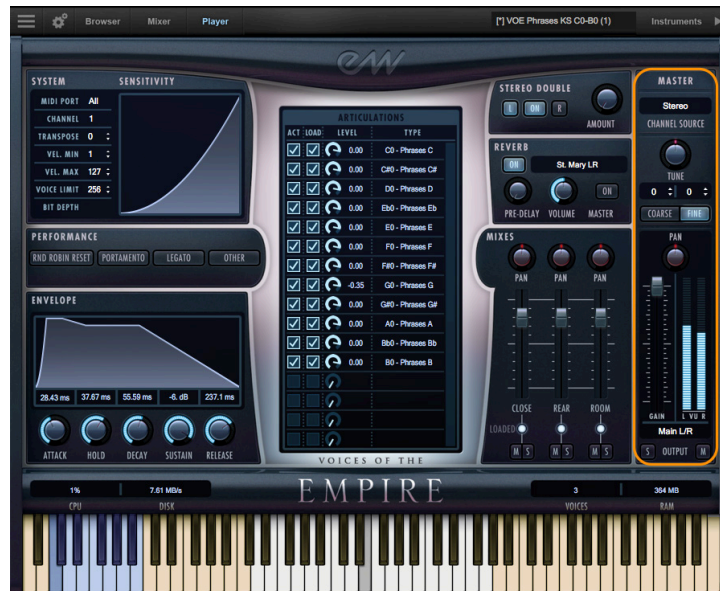 Browser Mixer Player [*] VOE Phrases KS C0-B0 (1) Instruments
EW
SYSTEM SENSITIVITY
MIDI PORT All
CHANNEL 1
TRANSPOSE 0
VEL. MIN 1
VEL. MAX 127
VOICE LIMIT 256
BIT DEPTH
PERFORMANCE
RND ROBIN RESET PORTAMENTO LEGATO OTHER
ENVELOPE
28.43 ms 37.67 ms 55.59 ms -6. dB 237.1 ms
ATTACK HOLD DECAY SUSTAIN RELEASE
ARTICULATIONS
ACT LOAD LEVEL TYPE
0.00 C0 - Phrases C
0.00 C#0 - Phrases C#
0.00 D0 - Phrases D
0.00 Eb0 - Phrases Eb
0.00 E0 - Phrases E
0.00 F0 - Phrases F
0.00 F#0 - Phrases F#
-0.35 G0 - Phrases G
0.00 G#0 - Phrases G#
0.00 A0 - Phrases A
0.00 Bb0 - Phrases Bb
0.00 B0 - Phrases B
STEREO DOUBLE
L ON R
AMOUNT
REVERB
ON St. Mary LR
ON
PRE-DELAY VOLUME MASTER
MIXES
PAN PAN PAN
CLOSE REAR ROOM
LOADED
M S M S M S
MASTER
Stereo
CHANNEL SOURCE
TUNE
0 0
COARSE FINE
PAN
GAIN L VU R
Main L/R
S OUTPUT M
VOICES OF THE
EMPIRE
1% 7.61 MB/s
CPU DISK
3 364 MB
VOICES RAM